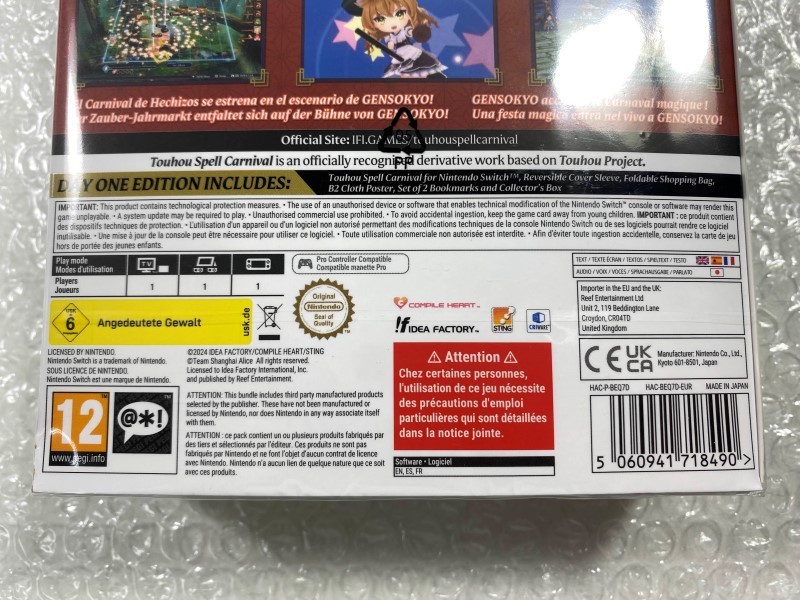 l Carnival de Hechizos se estrena en el escenario de GENSOKYO!
er Zauber-Jahrmarkt entfaltet sich auf der Bühne von GENSOKYO!
GENSOKYO Carnaval magique !
Una festa magica entra nel vivo a GENSOKYO!
PP
Official Site: IFI.GAMES/touhouspellcarnival
Touhou Spell Carnival is an officially recognized derivative work based on Touhou Project.
DAY ONE EDITION INCLUDES:
Touhou Spell Carnival for Nintendo Switch™, Reversible Cover Sleeve, Foldable Shopping Bag,
B2 Cloth Poster, Set of 2 Bookmarks and Collector's Box
IMPORTANT: This product contains technological protection measures. • The use of an unauthorised device or software that enables technical modification of the Nintendo Switch™ console or software may render this
game unplayable. • A system update may be required to play. • Unauthorised commercial use prohibited. • To avoid accidental ingestion, keep the game card away from young children. IMPORTANT : ce produit contient
des dispositifs techniques de protection. • L'utilisation d'un appareil ou d'un logiciel non autorisé permettant des modifications techniques de la console Nintendo Switch ou de ses logiciels pourrait rendre ce logiciel
inutilisable. • Une mise à jour de la console peut être nécessaire pour utiliser ce logiciel. • Toute utilisation commerciale non autorisée est interdite. • Afin d'éviter toute ingestion accidentelle, conservez la carte de jeu
hors de portée des jeunes enfants.
Play mode
Modes d'utilisation
TV
Players
Joueurs
1
1
1
Pro Controller Compatible
Compatible manette Pro
TEXT / TEXTE ÉCRAN / TEXTOS / SPIELTEXT / TESTO
AUDIO / VOIX / VOCES / SPRACHAUSGABE / PARLATO
Importer in the EU and the UK:
Reef Entertainment Ltd
Unit 2, 119 Beddington Lane
Croydon, CR04TD
United Kingdom
USK
6
Angedeutete Gewalt
usk.de
Original
Nintendo
Seal of
Quality
COMPILE HEART™
IDEA FACTORY™
STING
CRIWARE
LICENSED BY NINTENDO.
Nintendo Switch is a trademark of Nintendo.
SOUS LICENCE DE NINTENDO.
Nintendo Switch est une marque de Nintendo.
©2024 IDEA FACTORY/COMPILE HEART/STING
©Team Shanghai Alice All rights reserved.
Licensed to Idea Factory International, Inc.
and published by Reef Entertainment.
CE
UK
CA
Manufacturer: Nintendo Co., Ltd.,
Kyoto 601-8501, Japan
12
www.pegi.info
@*!
ATTENTION: This bundle includes third party manufactured products
selected by the publisher. These have not been manufactured or
licensed by Nintendo, nor does Nintendo in any way associate itself
with them.
ATTENTION : ce pack contient un ou plusieurs produits fabriqués par
des tiers et sélectionnés par l'éditeur. Ces produits ne sont pas
fabriqués par Nintendo et ne font l'objet d'aucun contrat de licence
avec Nintendo. Nintendo n'a aucun lien de quelque nature que ce soit
avec ces produits.
Attention
Chez certaines personnes,
l'utilisation de ce jeu nécessite
des précautions d'emploi
particulières qui sont détaillées
dans la notice jointe.
Software • Logiciel
EN, ES, FR
HAC-P-BEQ7D HAC-BEQ7D-EUR MADE IN JAPAN
5 060941 718490 >